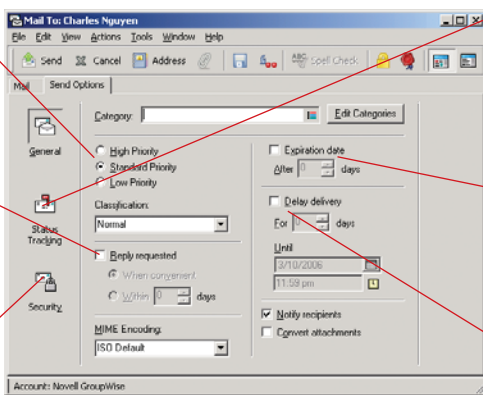 Mail To: Charles Nguyen
File Edit View Actions Tools Window Help
Send Cancel Address ABC Spell Check
Mail Send Options
Category: Edit Categories
General
High Priority
Standard Priority
Low Priority
Expiration date
After 0 days
Classification:
Normal
Status Tracking
Delay delivery
For 0 days
Until
3/10/2006
11:59 pm
Reply requested
When convenient
Within 0 days
Security
MIME Encoding:
ISO Default
Notify recipients
Convert attachments
Account: Novell GroupWise